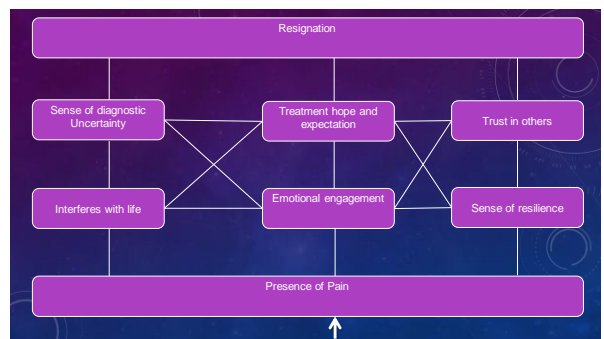 Resignation
Sense of diagnostic
Uncertainty
Treatment hope and
expectation
Trust in others
Interferes with life
Emotional engagement
Sense of resilience
Presence of Pain